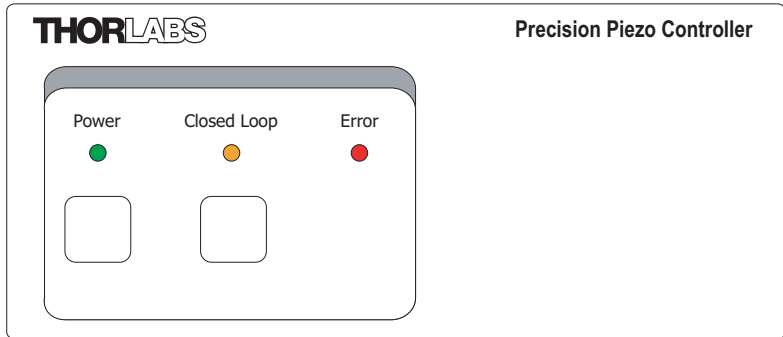 THORLABS
Precision Piezo Controller
Power
Closed Loop
Error